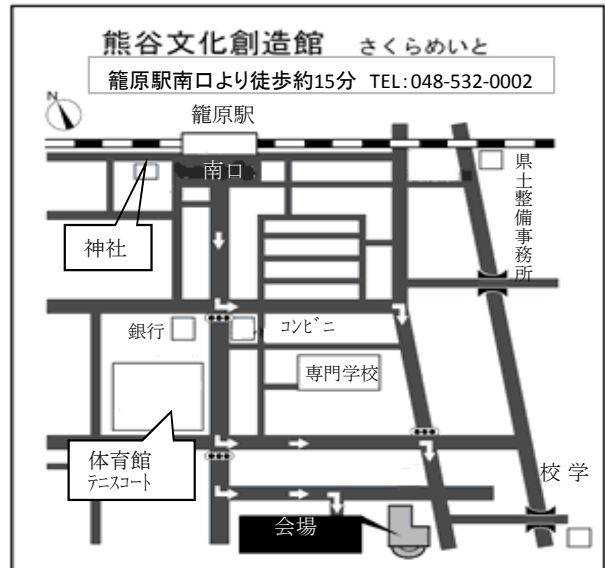 熊谷文化創造館 さくらめいと
籠原駅南口より徒歩約15分 TEL:048-532-0002
N
籠原駅
南口
県土整備事務所
神社
銀行
コンビニ
専門学校
体育館
テニスコート
校学
会場